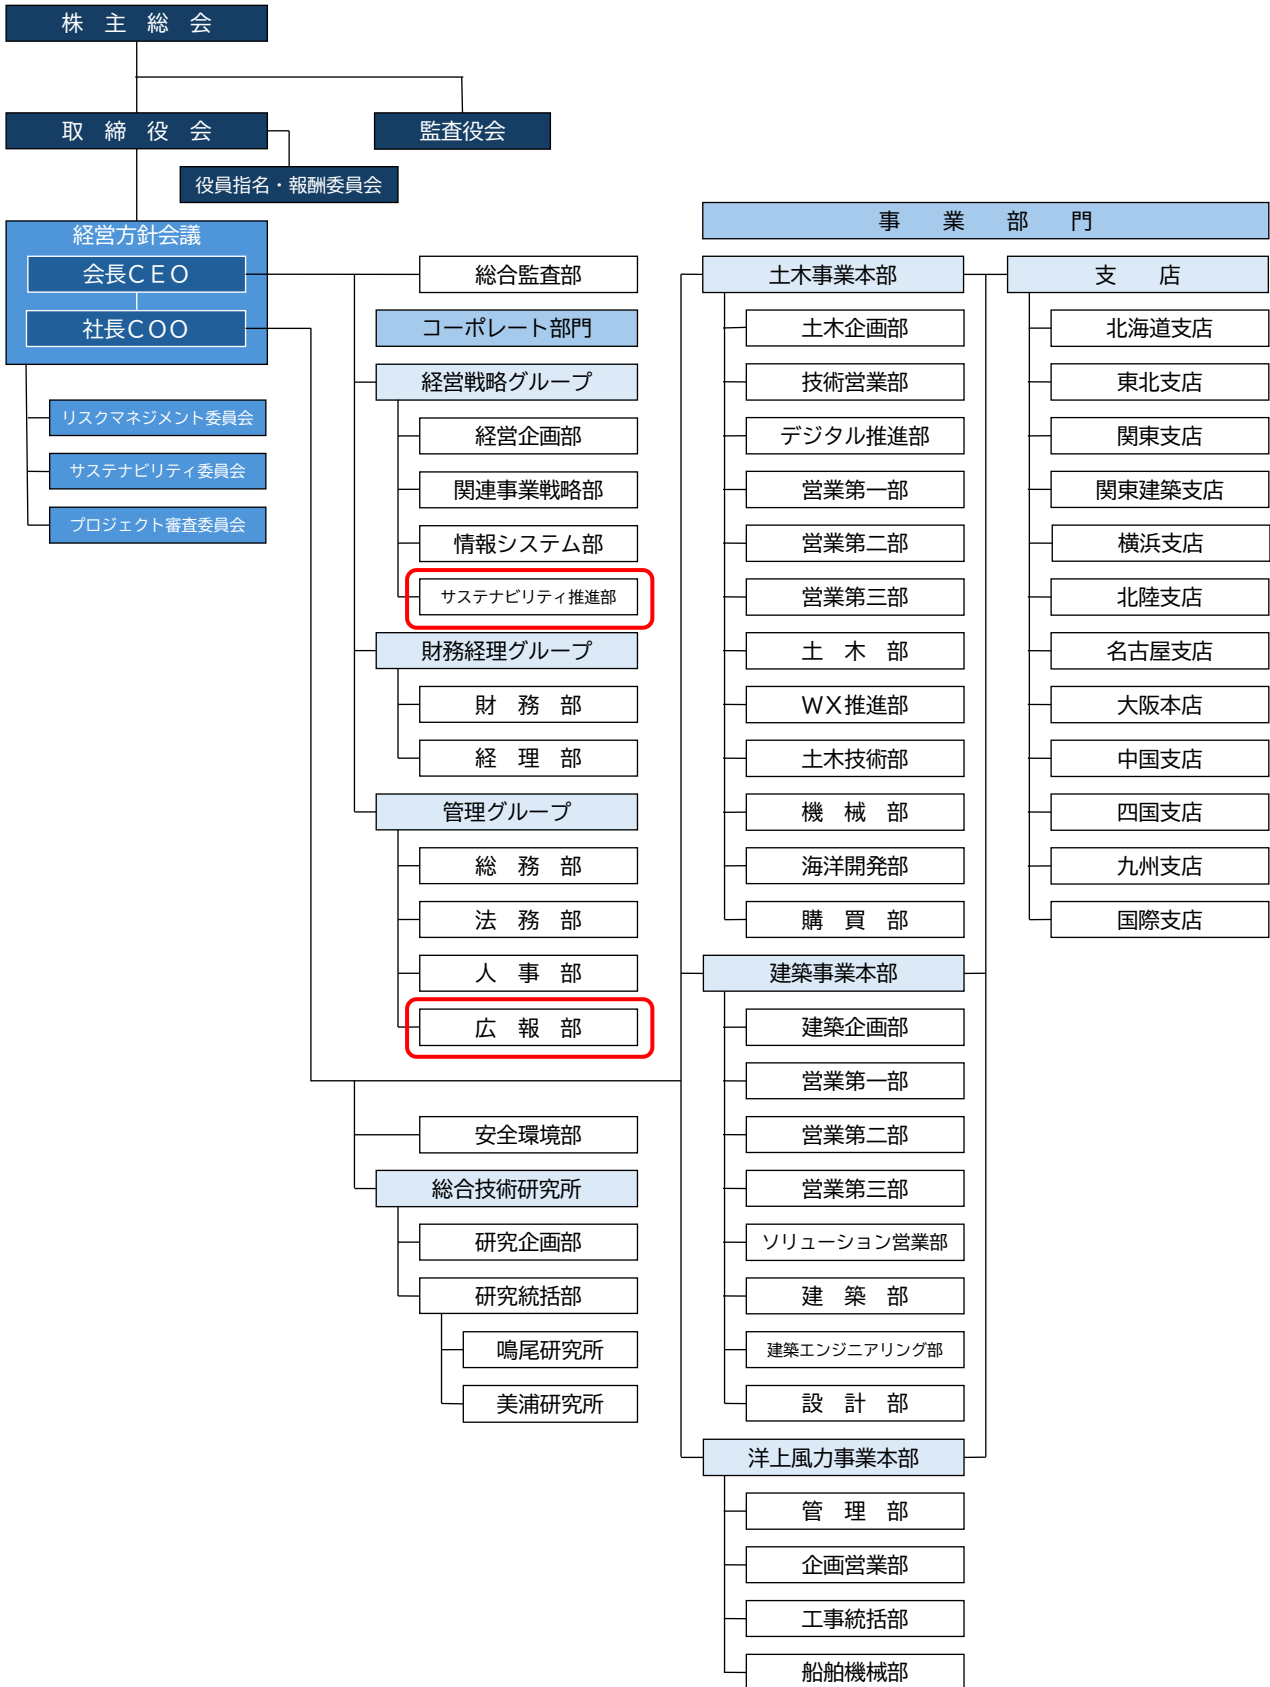 株主総会
取締役会
監査役会
役員指名・報酬委員会
経営方針会議
会長ＣＥＯ
社長ＣＯＯ
リスクマネジメント委員会
サステナビリティ委員会
プロジェクト審査委員会
総合監査部
コーポレート部門
経営戦略グループ
経営企画部
関連事業戦略部
情報システム部
サステナビリティ推進部
財務経理グループ
財務部
経理部
管理グループ
総務部
法務部
人事部
広報部
安全環境部
総合技術研究所
研究企画部
研究統括部
鳴尾研究所
美浦研究所
事業部門
土木事業本部
土木企画部
技術営業部
デジタル推進部
営業第一部
営業第二部
営業第三部
土木部
ＷＸ推進部
土木技術部
機械部
海洋開発部
購買部
建築事業本部
建築企画部
営業第一部
営業第二部
営業第三部
ソリューション営業部
建築部
建築エンジニアリング部
設計部
洋上風力事業本部
管理部
企画営業部
工事統括部
船舶機械部
支店
北海道支店
東北支店
関東支店
関東建築支店
横浜支店
北陸支店
名古屋支店
大阪本店
中国支店
四国支店
九州支店
国際支店